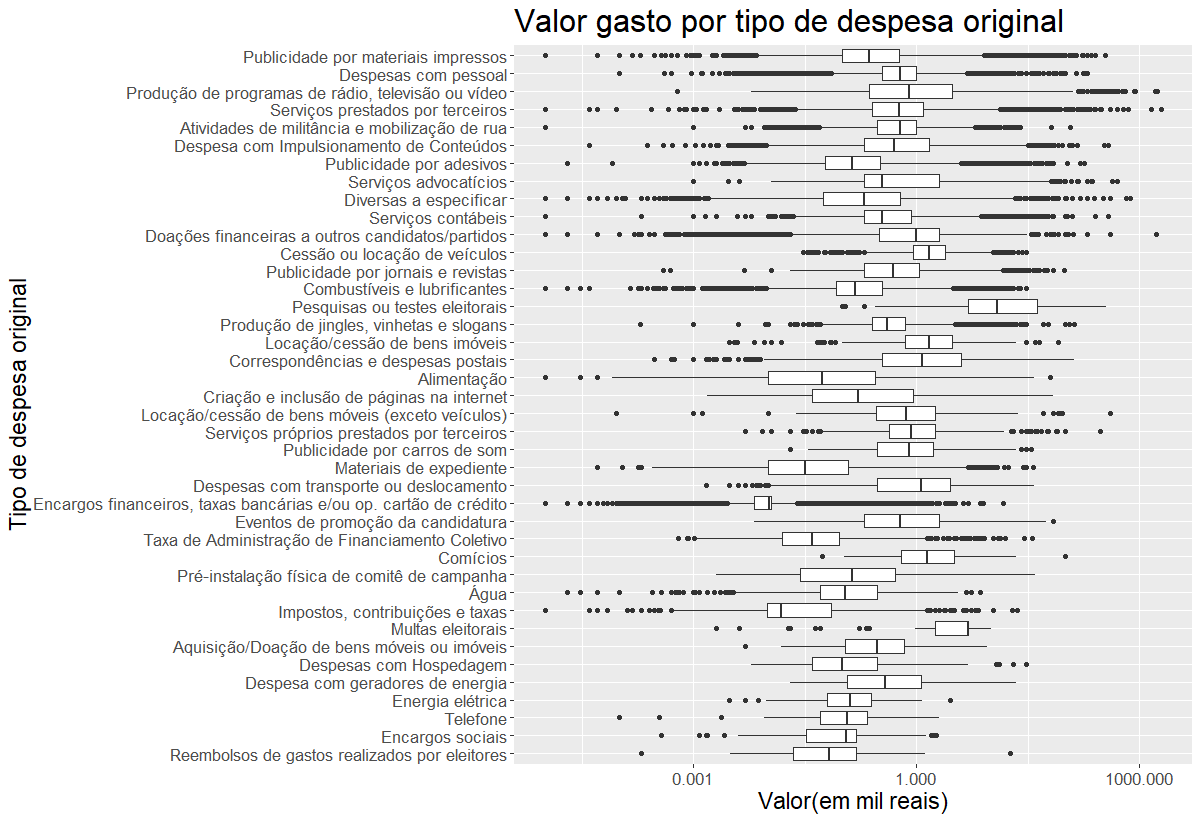 Valor gasto por tipo de despesa original
Tipo de despesa original
Publicidade por materiais impressos
Despesas com pessoal
Produção de programas de rádio, televisão ou vídeo
Serviços prestados por terceiros
Atividades de militância e mobilização de rua
Despesa com Impulsionamento de Conteúdos
Publicidade por adesivos
Serviços advocatícios
Diversas a especificar
Serviços contábeis
Doações financeiras a outros candidatos/partidos
Cessão ou locação de veículos
Publicidade por jornais e revistas
Combustíveis e lubrificantes
Pesquisas ou testes eleitorais
Produção de jingles, vinhetas e slogans
Locação/cessão de bens imóveis
Correspondências e despesas postais
Alimentação
Criação e inclusão de páginas na internet
Locação/cessão de bens móveis (exceto veículos)
Serviços próprios prestados por terceiros
Publicidade por carros de som
Materiais de expediente
Despesas com transporte ou deslocamento
Encargos financeiros, taxas bancárias e/ou op. cartão de crédito
Eventos de promoção da candidatura
Taxa de Administração de Financiamento Coletivo
Comícios
Pré-instalação física de comitê de campanha
Água
Impostos, contribuições e taxas
Multas eleitorais
Aquisição/Doação de bens móveis ou imóveis
Despesas com Hospedagem
Despesa com geradores de energia
Energia elétrica
Telefone
Encargos sociais
Reembolsos de gastos realizados por eleitores
0.001 1.000 1000.000
Valor(em mil reais)